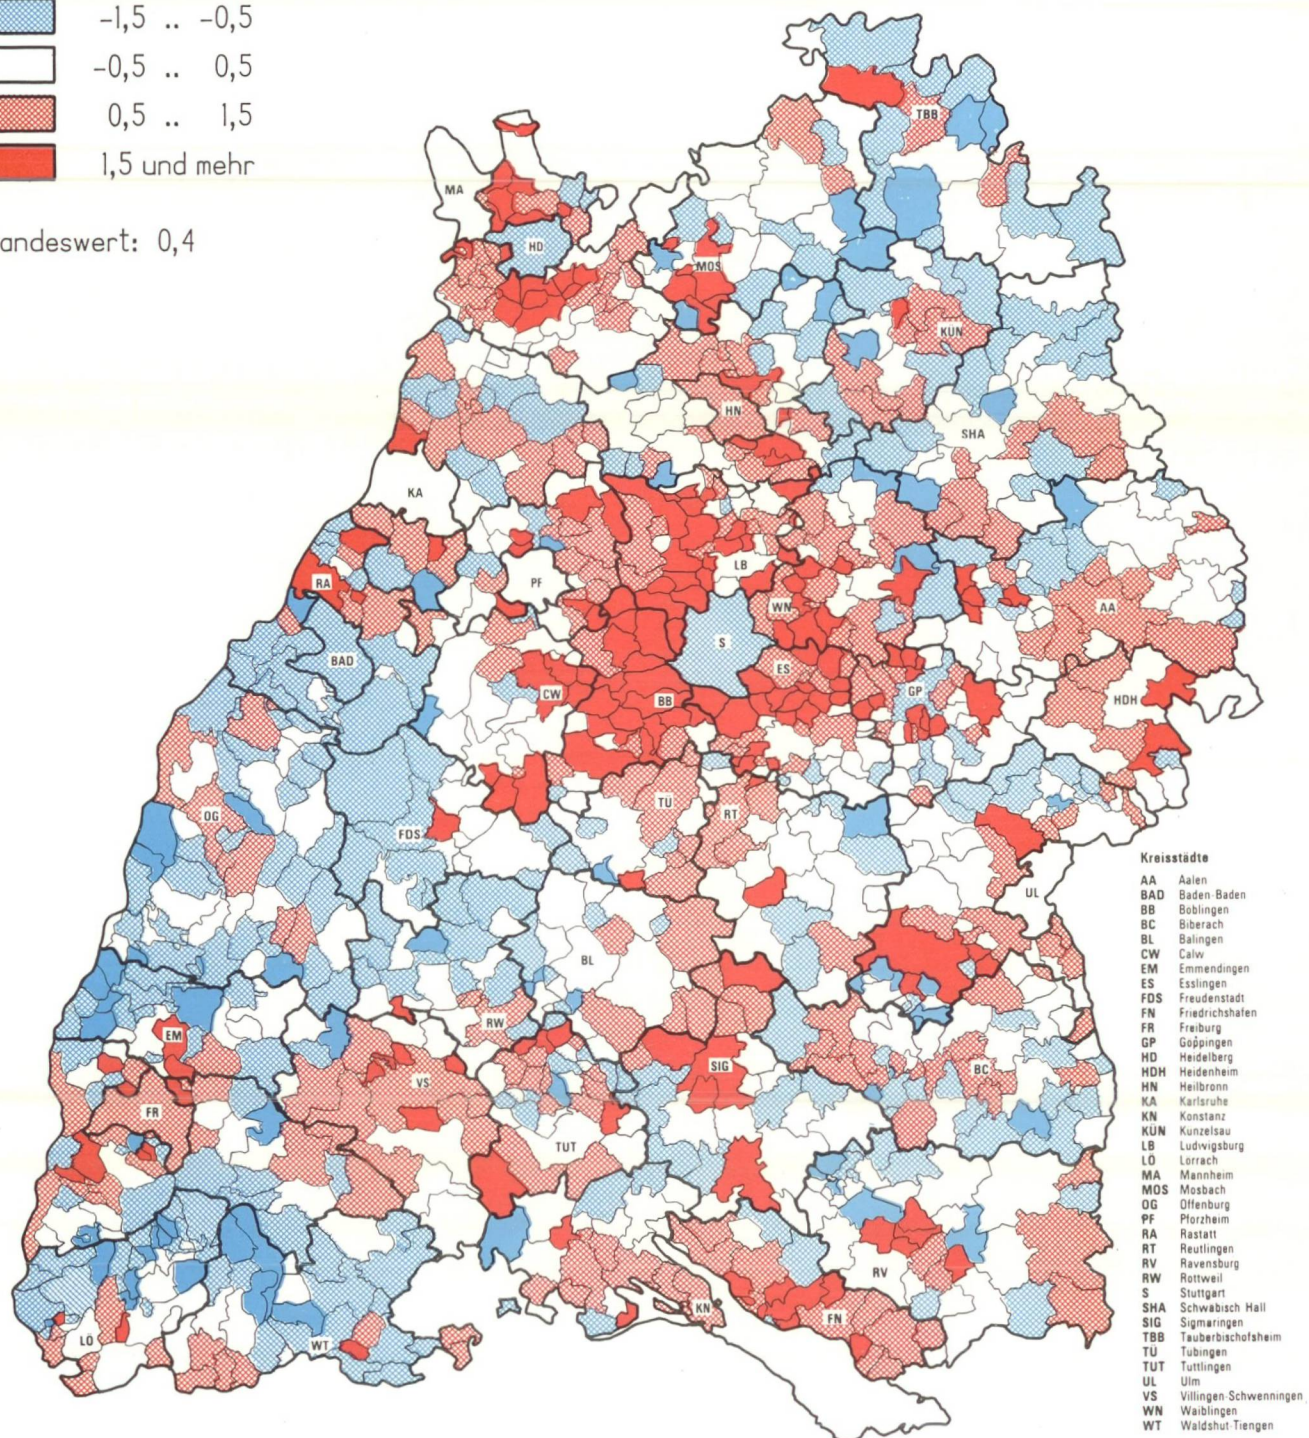 -1,5 .. -0,5
-0,5 .. 0,5
0,5 .. 1,5
1,5 und mehr
andeswert: 0,4
TBB
MA
HD
MOS
KÜN
HN
SHA
KA
LB
PF
RA
WN
AA
S
BAD
ES
CW
BB
GP
HDH
TÜ
RT
OG
FDS
UL
BL
RW
EM
SIG
BC
VS
FR
TUT
RV
KN
FN
LÖ
WT
Kreisstädte
AA Aalen
BAD Baden-Baden
BB Böblingen
BC Biberach
BL Balingen
CW Calw
EM Emmendingen
ES Esslingen
FDS Freudenstadt
FN Friedrichshafen
FR Freiburg
GP Göppingen
HD Heidelberg
HDH Heidenheim
HN Heilbronn
KA Karlsruhe
KN Konstanz
KÜN Künzelsau
LB Ludwigsburg
LÖ Lörrach
MA Mannheim
MOS Mosbach
OG Offenburg
PF Pforzheim
RA Rastatt
RT Reutlingen
RV Ravensburg
RW Rottweil
S Stuttgart
SHA Schwäbisch Hall
SIG Sigmaringen
TBB Tauberbischofsheim
TÜ Tübingen
TUT Tuttlingen
UL Ulm
VS Villingen-Schwenningen
WN Waiblingen
WT Waldshut-Tiengen